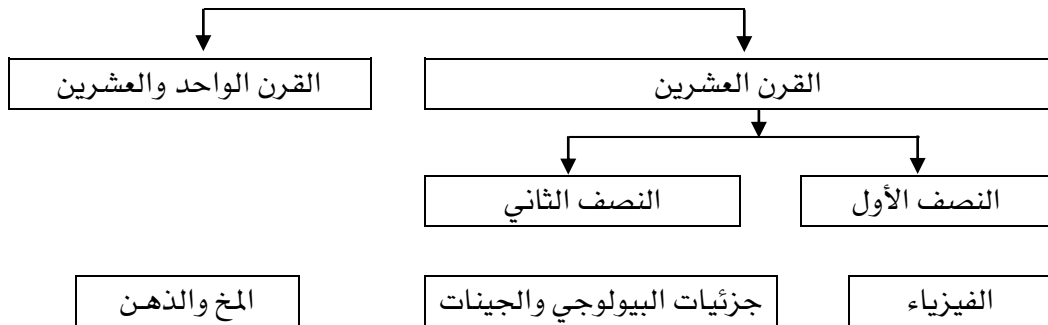 القرن العشرين
القرن الواحد والعشرين
النصف الأول
النصف الثاني
الفيزياء
جزئيات البيولوجي والجينات
المخ والذهن